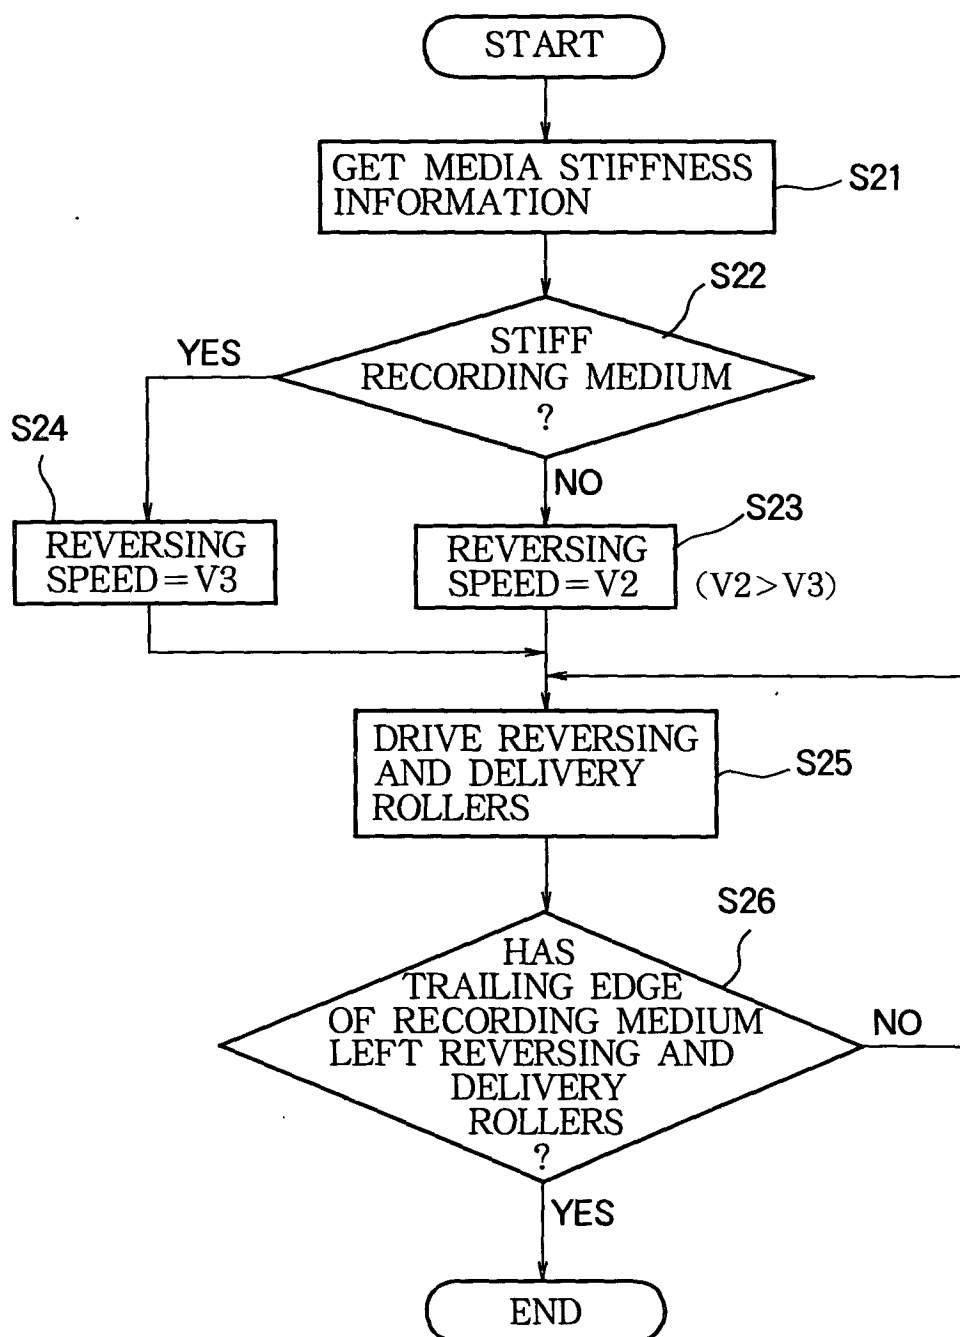 START
GET MEDIA STIFFNESS
INFORMATION
S21
S22
STIFF
RECORDING MEDIUM
?
YES
NO
S24
REVERSING
SPEED=V3
S23
REVERSING
SPEED=V2
(V2>V3)
DRIVE REVERSING
AND DELIVERY
ROLLERS
S25
S26
HAS
TRAILING EDGE
OF RECORDING MEDIUM
LEFT REVERSING AND
DELIVERY
ROLLERS
?
NO
YES
END